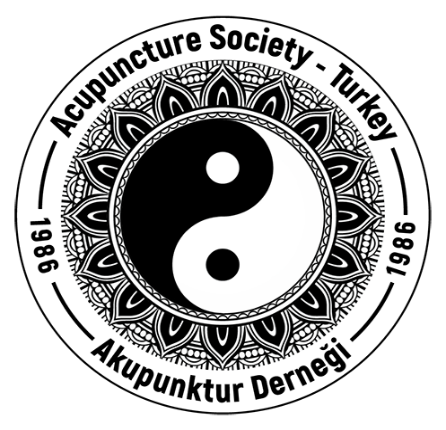 Acupuncture Society - Turkey
1986
1986
Akupunktur Derneği